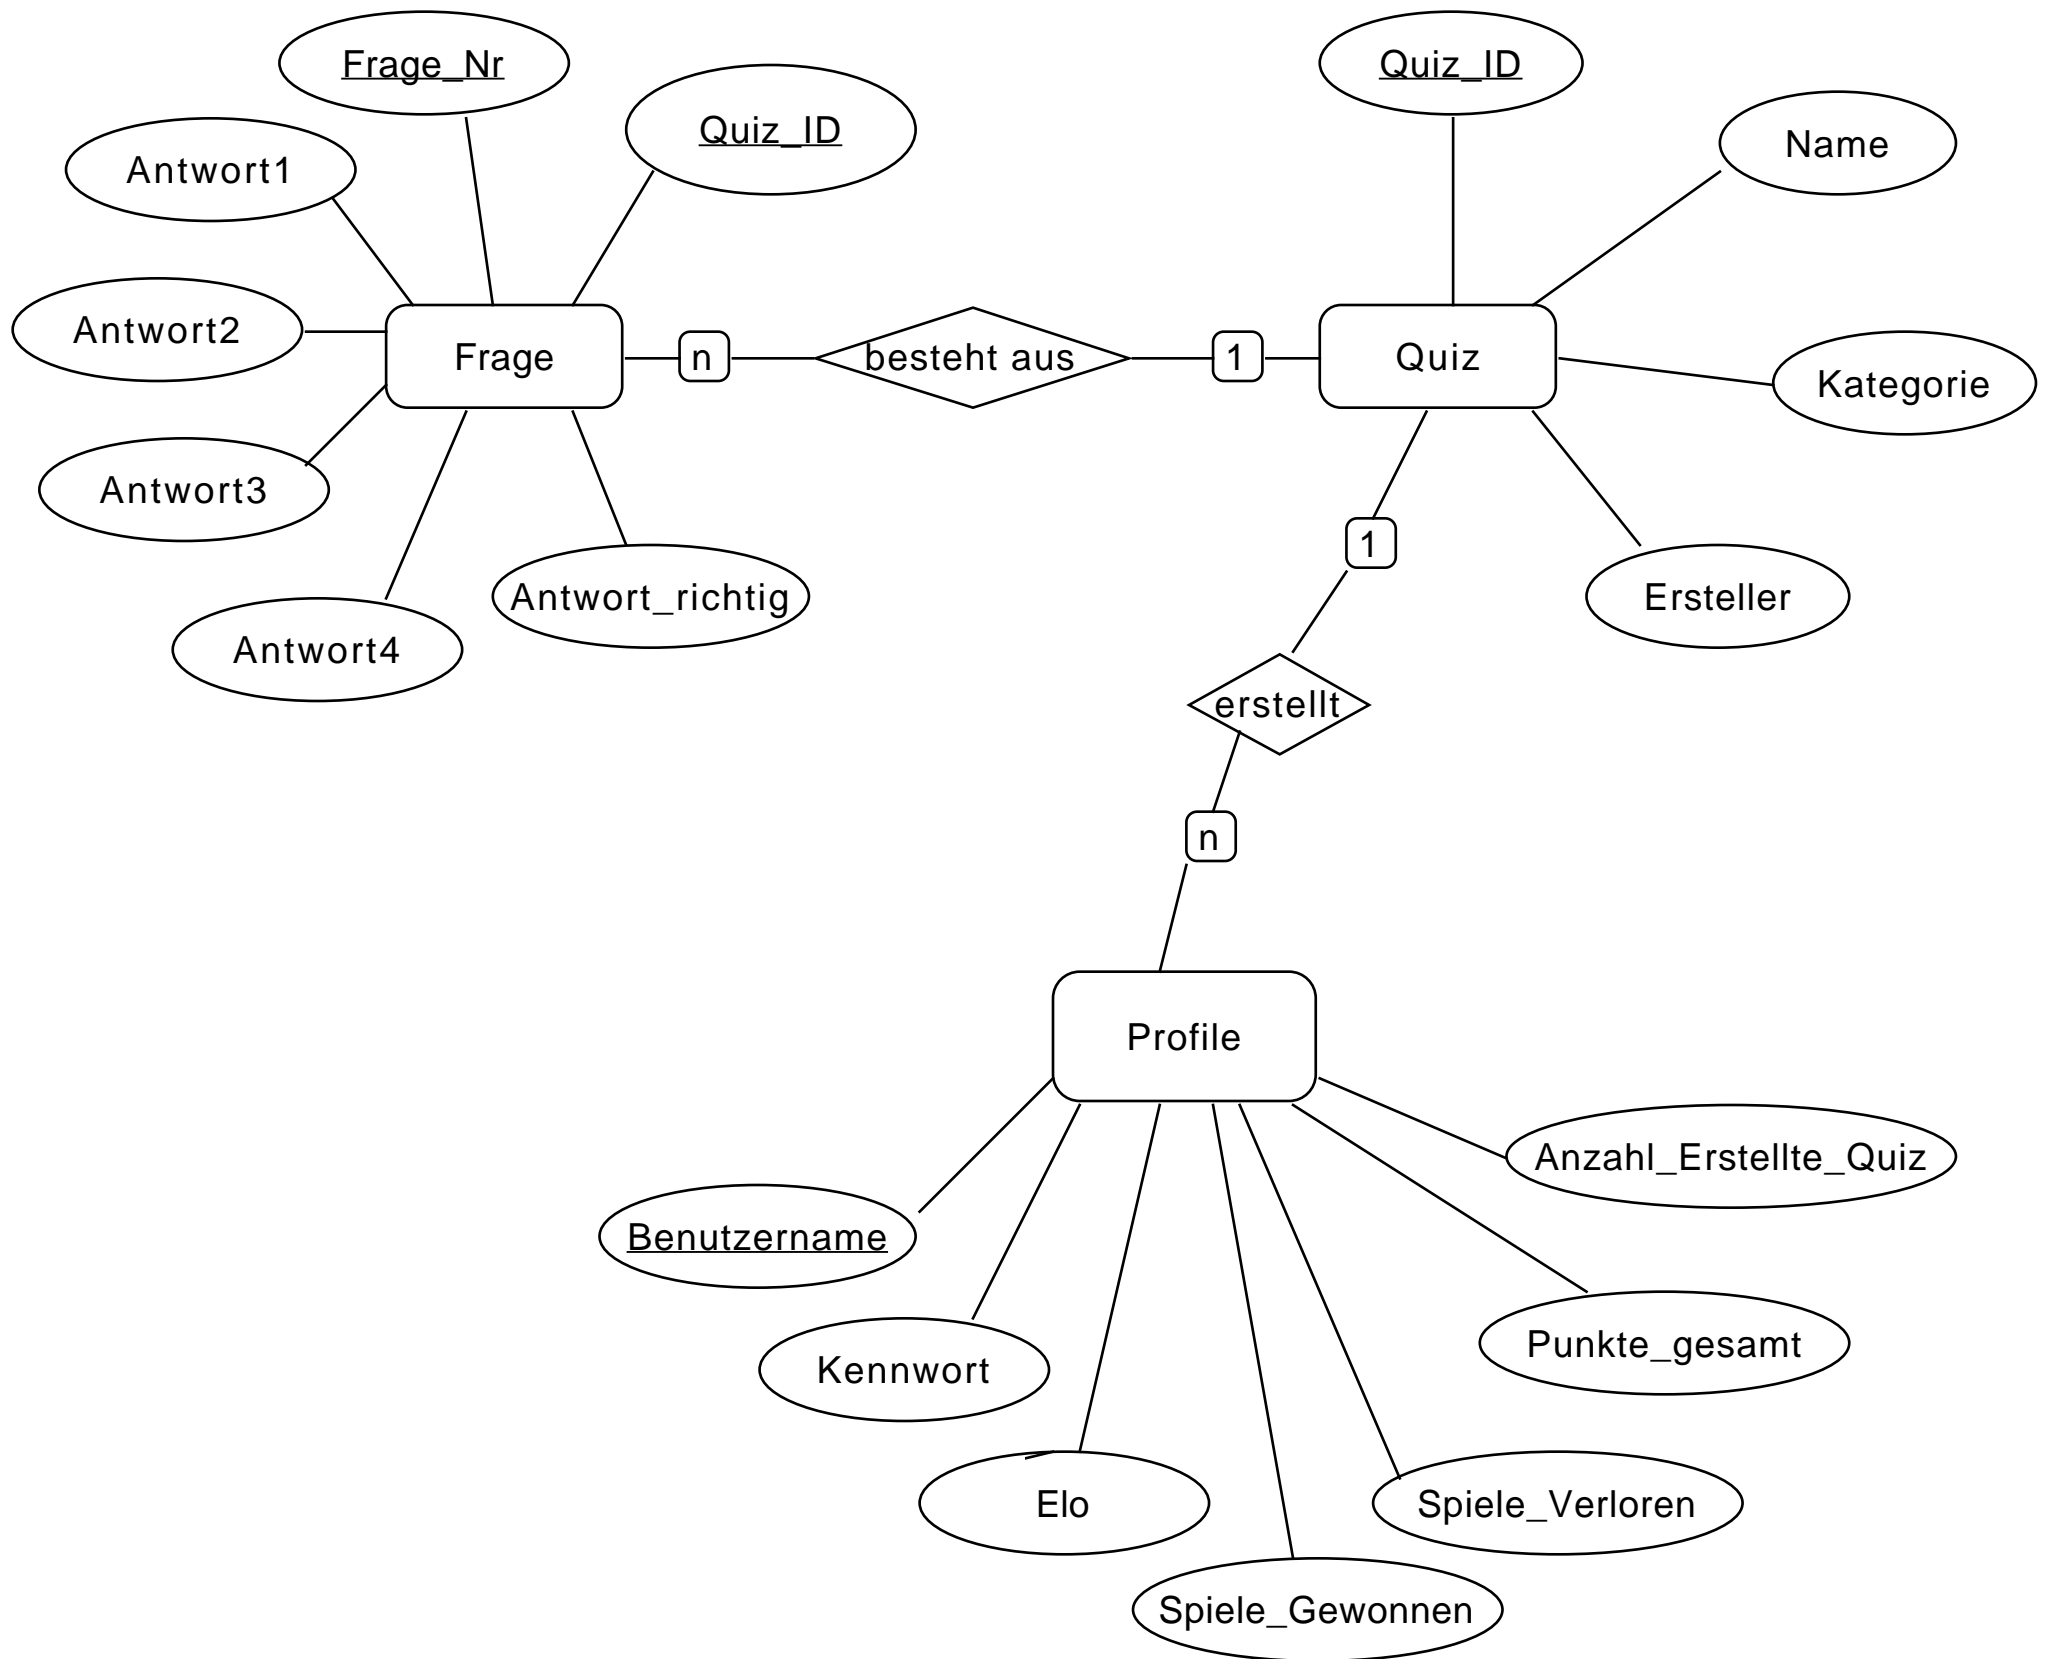 Frage_Nr
Quiz_ID
Quiz_ID
Name
Antwort1
Antwort2
Frage
n
besteht aus
1
Quiz
Kategorie
Antwort3
1
Antwort_richtig
Ersteller
Antwort4
erstellt
n
Profile
Anzahl_Erstellte_Quiz
Benutzername
Punkte_gesamt
Kennwort
Elo
Spiele_Verloren
Spiele_Gewonnen